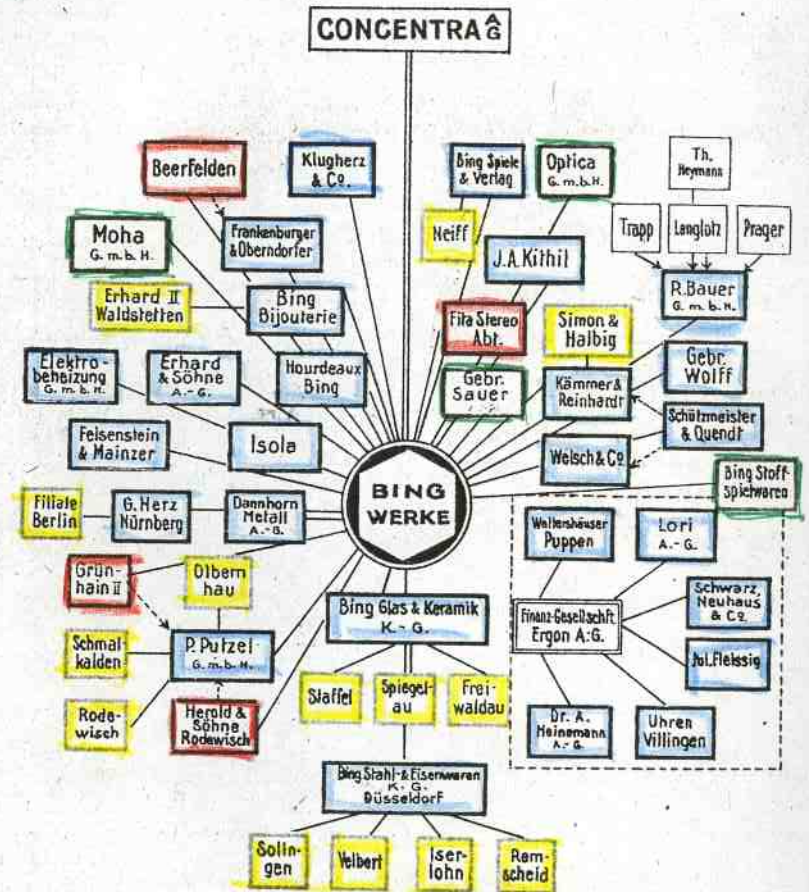 CONCENTRA A
G
Beerfelden
Klugherz
& Co.
Bing Spiele
& Verlag
Optica
G.m.b.H.
Th.
Heymann
Moha
G.m.b.H.
Frankenburger
& Oberndorfer
Neiff
J.A. Kithil
Trapp
Langlotz
Prager
Erhard II
Waldstetten
Bing
Bijouterie
Fita Stereo
Abt.
Simon &
Halbig
R. Bauer
G.m.b.H.
Elektro-
beheizung
G.m.b.H.
Erhard
& Söhne
A.-G.
Hourdeaux
Bing
Gebr.
Sauer
Kämmer &
Reinhardt
Gebr.
Wolff
Felsenstein
& Mainzer
Isola
Welsch & Co
Schützmeister
& Quendt
Filiale
Berlin
G. Herz
Nürnberg
Dannhorn
Metall
A.-G.
BING
WERKE
Bing Stoff-
spielwaren
Waltershäuser
Puppen
Lori
A.-G.
Grün-
hain II
Olbern
hau
Bing Glas & Keramik
K.-G.
Finanz-Gesellschaft
Ergon A.-G.
Schwarz,
Neuhaus
& Co.
Schmal-
kalden
P. Putzel
G.m.b.H.
Jul. Fleissig
Rode-
wisch
Herold &
Söhne
Rodewisch
Staffel
Spiegel-
au
Frei-
waldau
Dr. A.
Heinemann
A.-G.
Uhren
Villingen
Bing Stahl- & Eisenwaren
K.-G.
Düsseldorf
Solin-
gen
Velbert
Iser-
lohn
Rem-
scheid